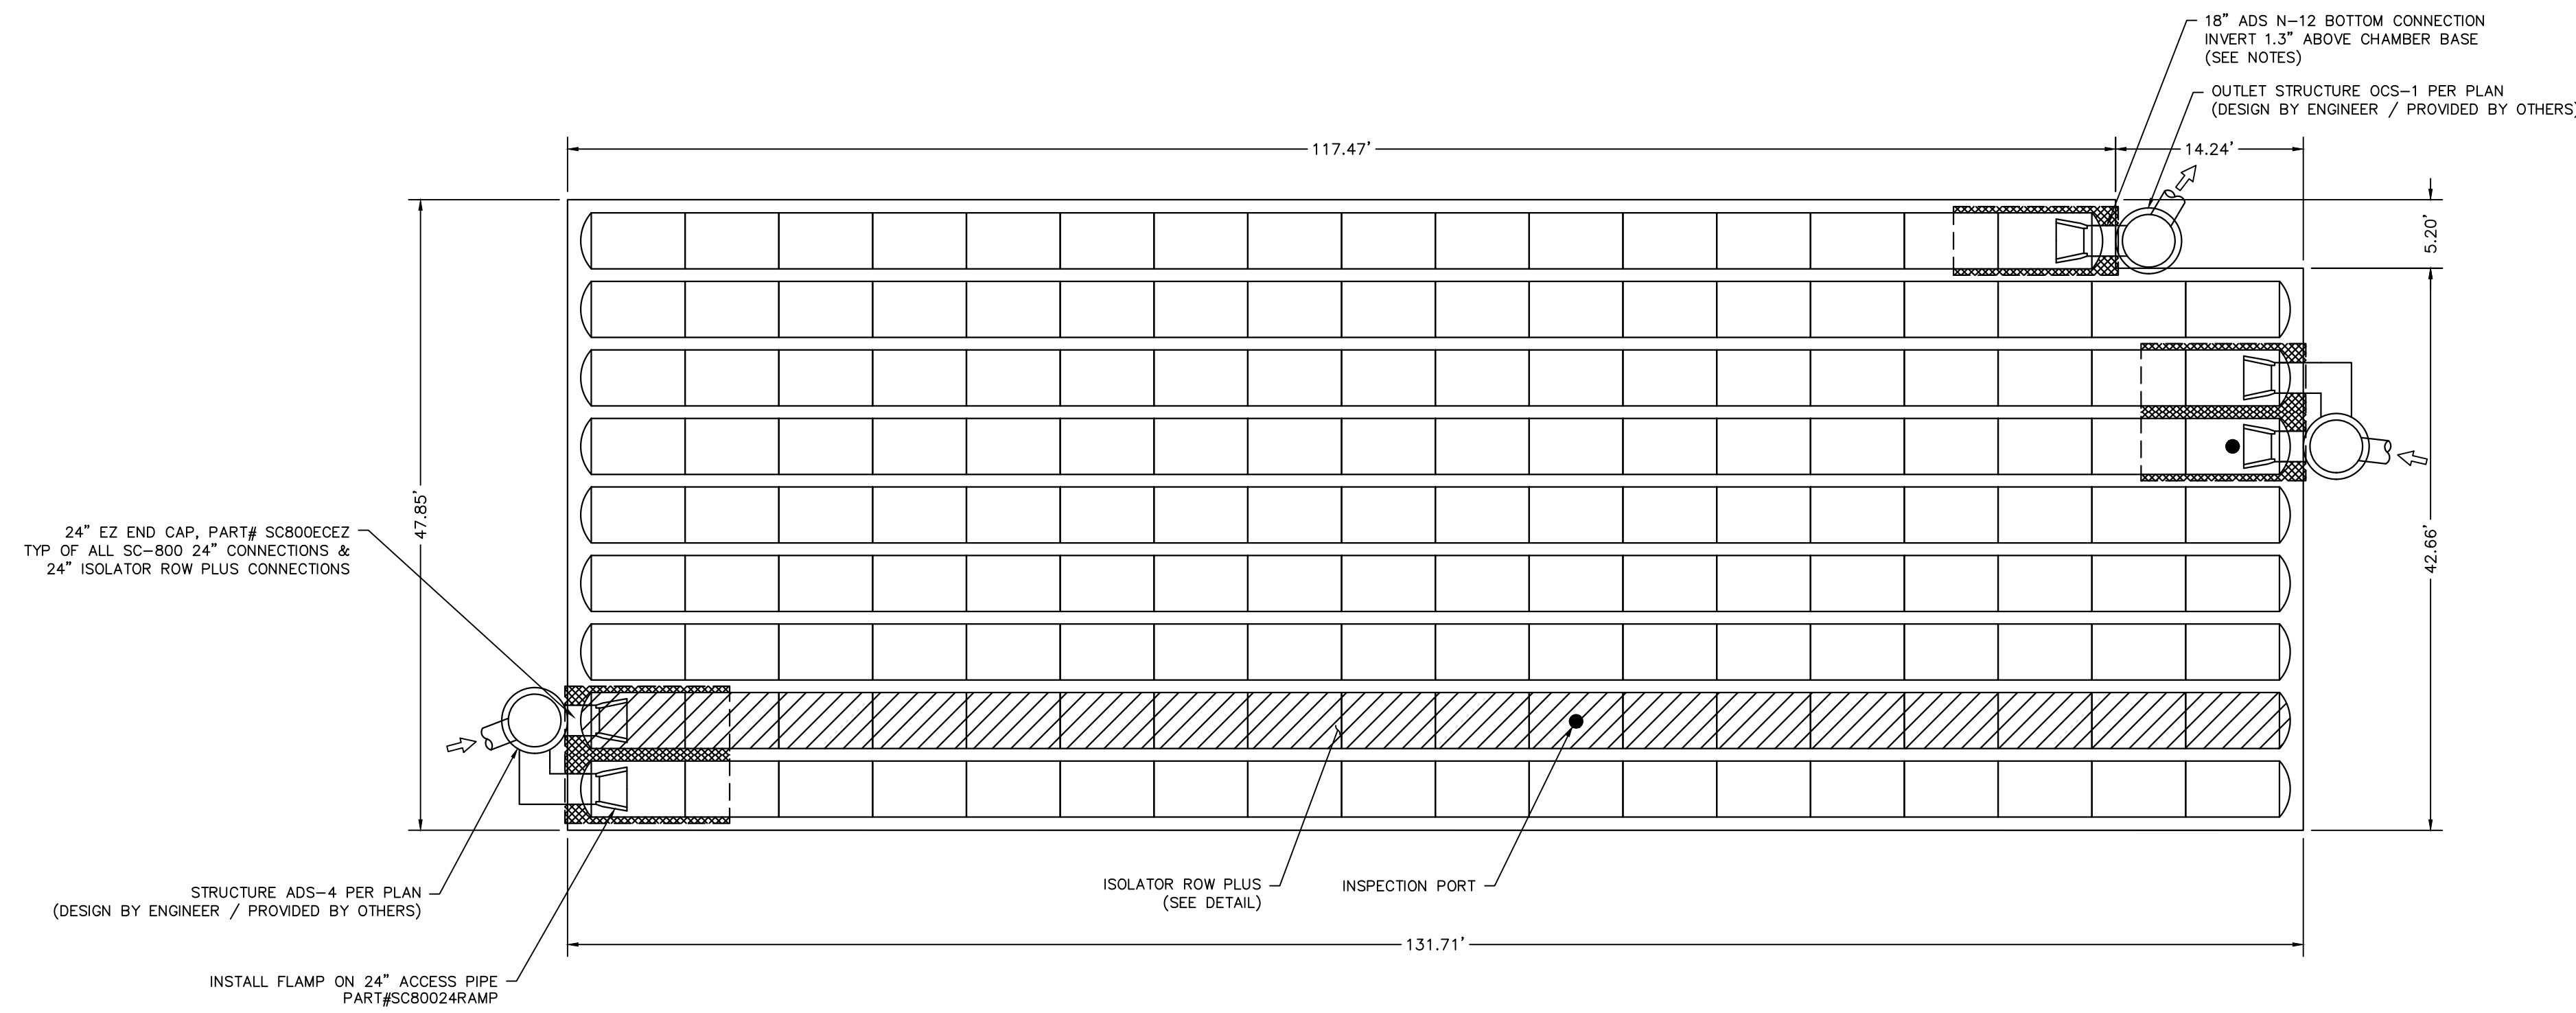 18" ADS N-12 BOTTOM CONNECTION
INVERT 1.3" ABOVE CHAMBER BASE
(SEE NOTES)
OUTLET STRUCTURE OCS-1 PER PLAN
(DESIGN BY ENGINEER / PROVIDED BY OTHERS)
117.47'
14.24'
5.20'
47.85'
42.66'
24" EZ END CAP, PART# SC800ECEZ
TYP OF ALL SC-800 24" CONNECTIONS &
24" ISOLATOR ROW PLUS CONNECTIONS
STRUCTURE ADS-4 PER PLAN
(DESIGN BY ENGINEER / PROVIDED BY OTHERS)
ISOLATOR ROW PLUS
(SEE DETAIL)
INSPECTION PORT
131.71'
INSTALL FLAMP ON 24" ACCESS PIPE
PART#SC80024RAMP